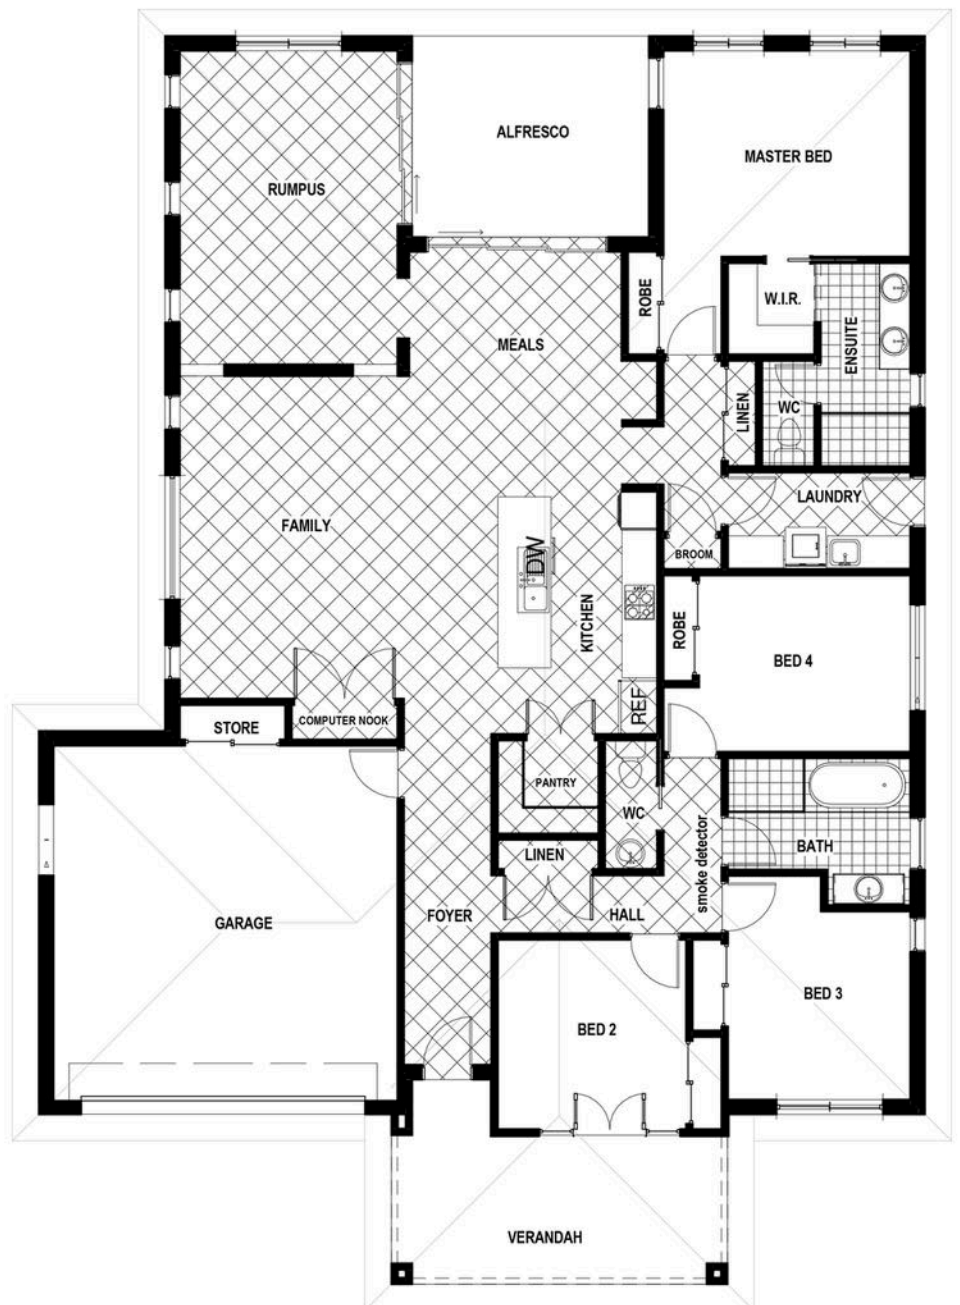 ALFRESCO
MASTER BED
RUMPUS
ROBE
W.I.R.
MEALS
ENSUITE
LINEN
WC
LAUNDRY
FAMILY
DW
BROOM
KITCHEN
ROBE
BED 4
REF
STORE
COMPUTER NOOK
PANTRY
WC
smoke detector
BATH
LINEN
GARAGE
FOYER
HALL
BED 3
BED 2
VERANDAH